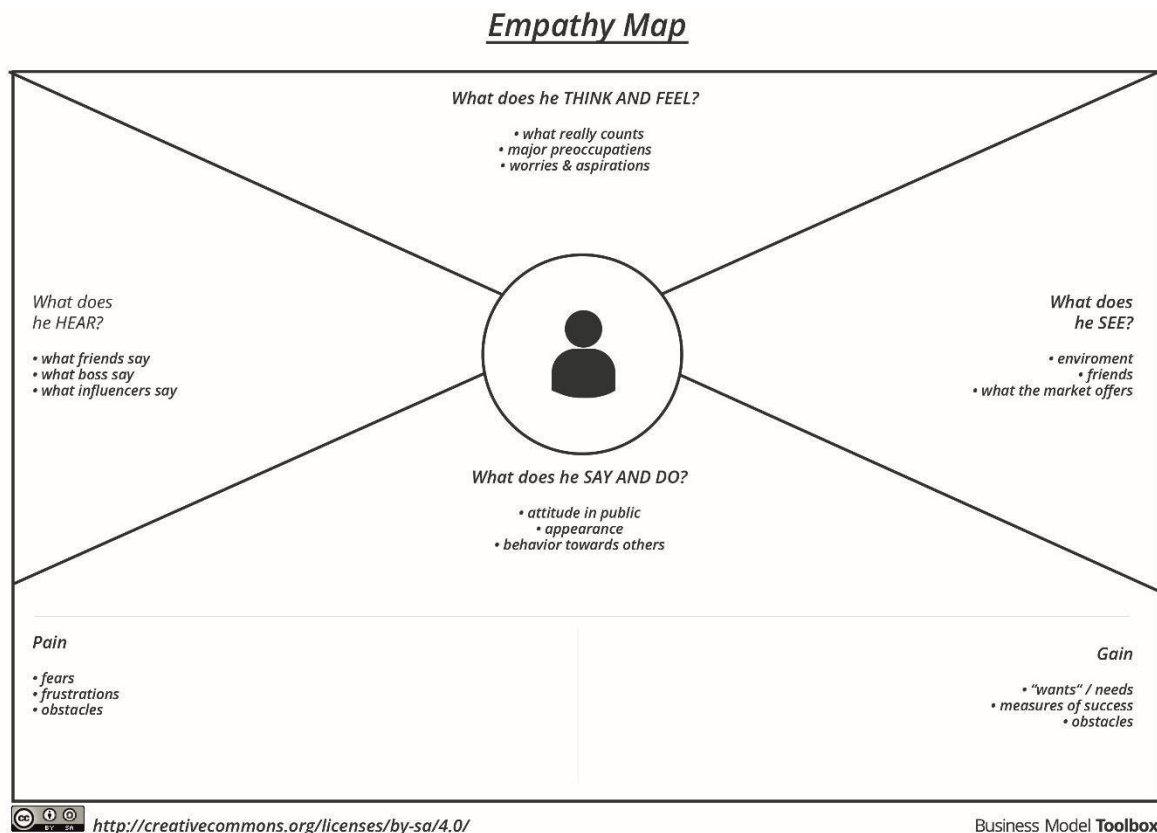 Empathy Map
What does he THINK AND FEEL?
• what really counts
• major preoccupatiens
• worries & aspirations
What does
he HEAR?
• what friends say
• what boss say
• what influencers say
What does
he SEE?
• enviroment
• friends
• what the market offers
What does he SAY AND DO?
• attitude in public
• appearance
• behavior towards others
Pain
• fears
• frustrations
• obstacles
Gain
• “wants“ / needs
• measures of success
• obstacles
cc BY SA
http://creativecommons.org/licenses/by-sa/4.0/
Business Model Toolbox